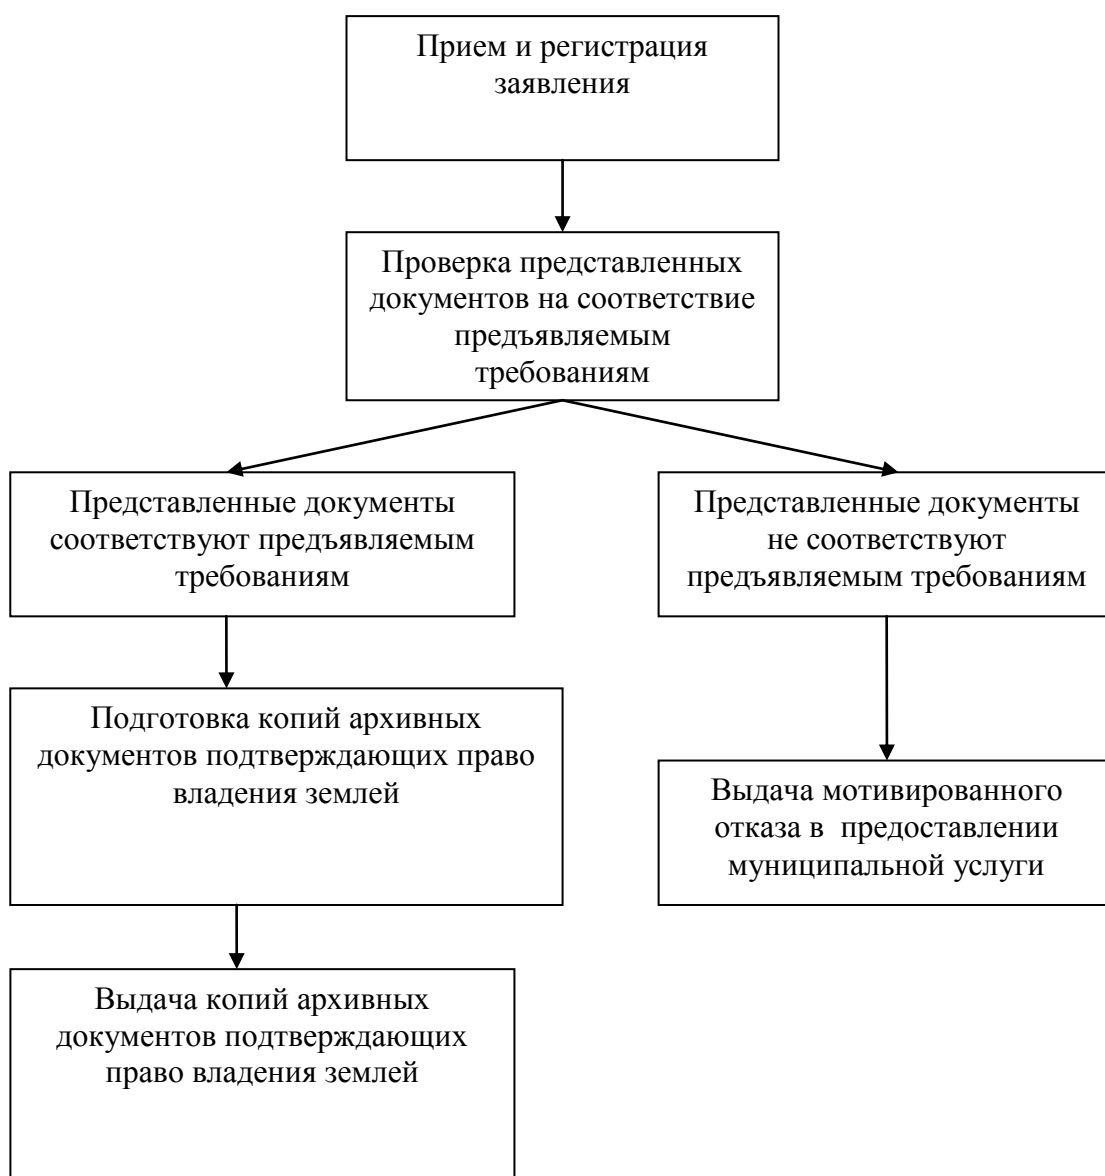 Прием и регистрация
заявления
Проверка представленных
документов на соответствие
предъявляемым
требованиям
Представленные документы
соответствуют предъявляемым
требованиям
Представленные документы
не соответствуют
предъявляемым требованиям
Подготовка копий архивных
документов подтверждающих право
владения землей
Выдача мотивированного
отказа в  предоставлении
муниципальной услуги
Выдача копий архивных
документов подтверждающих
право владения землей